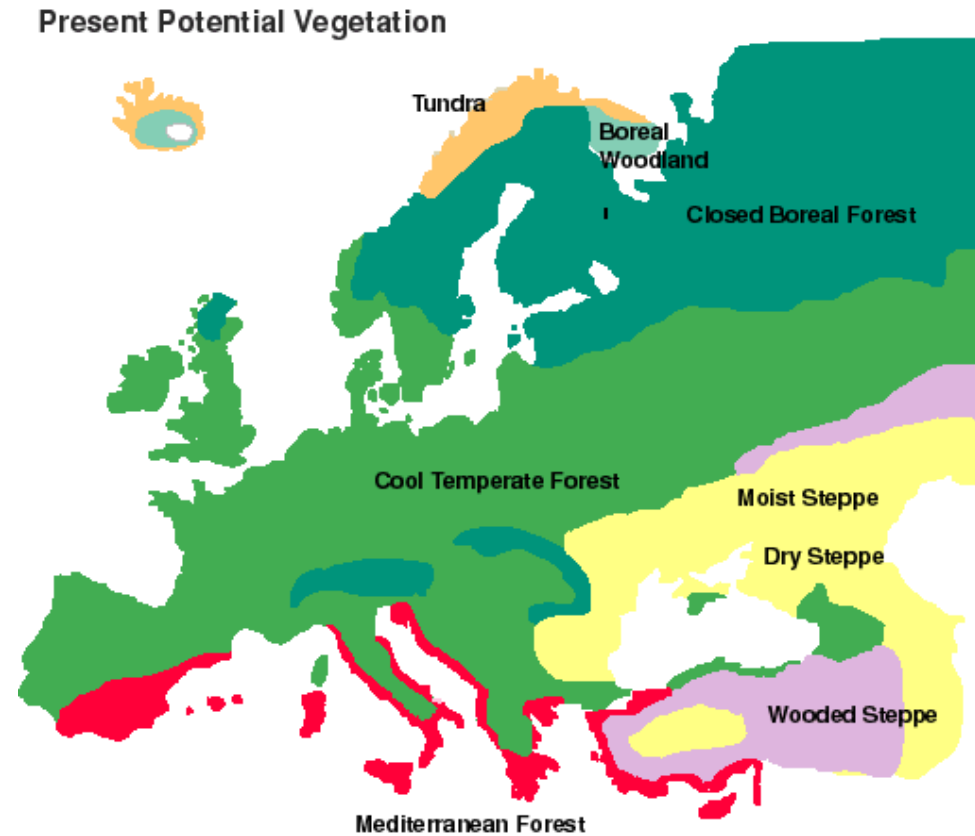 Present Potential Vegetation
Tundra
Boreal
Woodland
Closed Boreal Forest
Cool Temperate Forest
Moist Steppe
Dry Steppe
Wooded Steppe
Mediterranean Forest